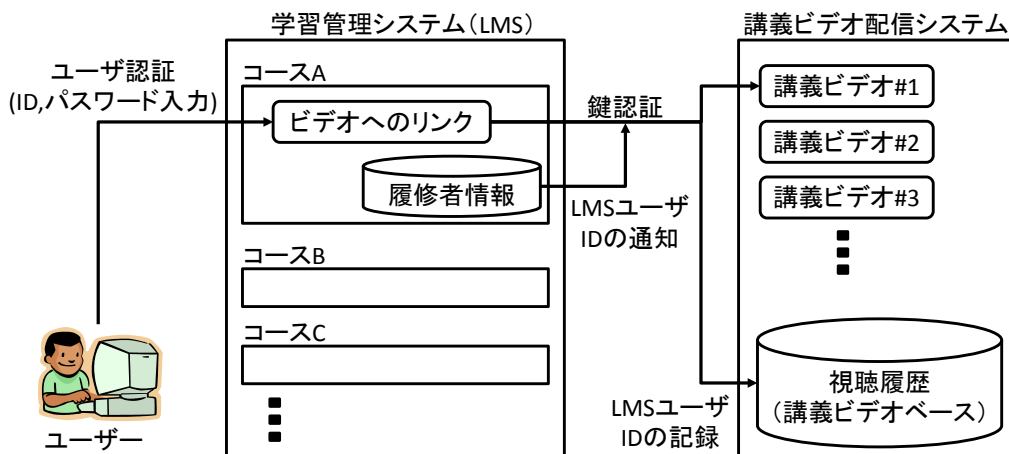 学習管理システム(LMS)
講義ビデオ配信システム
ユーザ認証
(ID,パスワード入力)
コースA
ビデオへのリンク
履修者情報
鍵認証
LMSユーザ
IDの通知
講義ビデオ#1
講義ビデオ#2
講義ビデオ#3
コースB
コースC
ユーザー
LMSユーザ
IDの記録
視聴履歴
(講義ビデオベース)